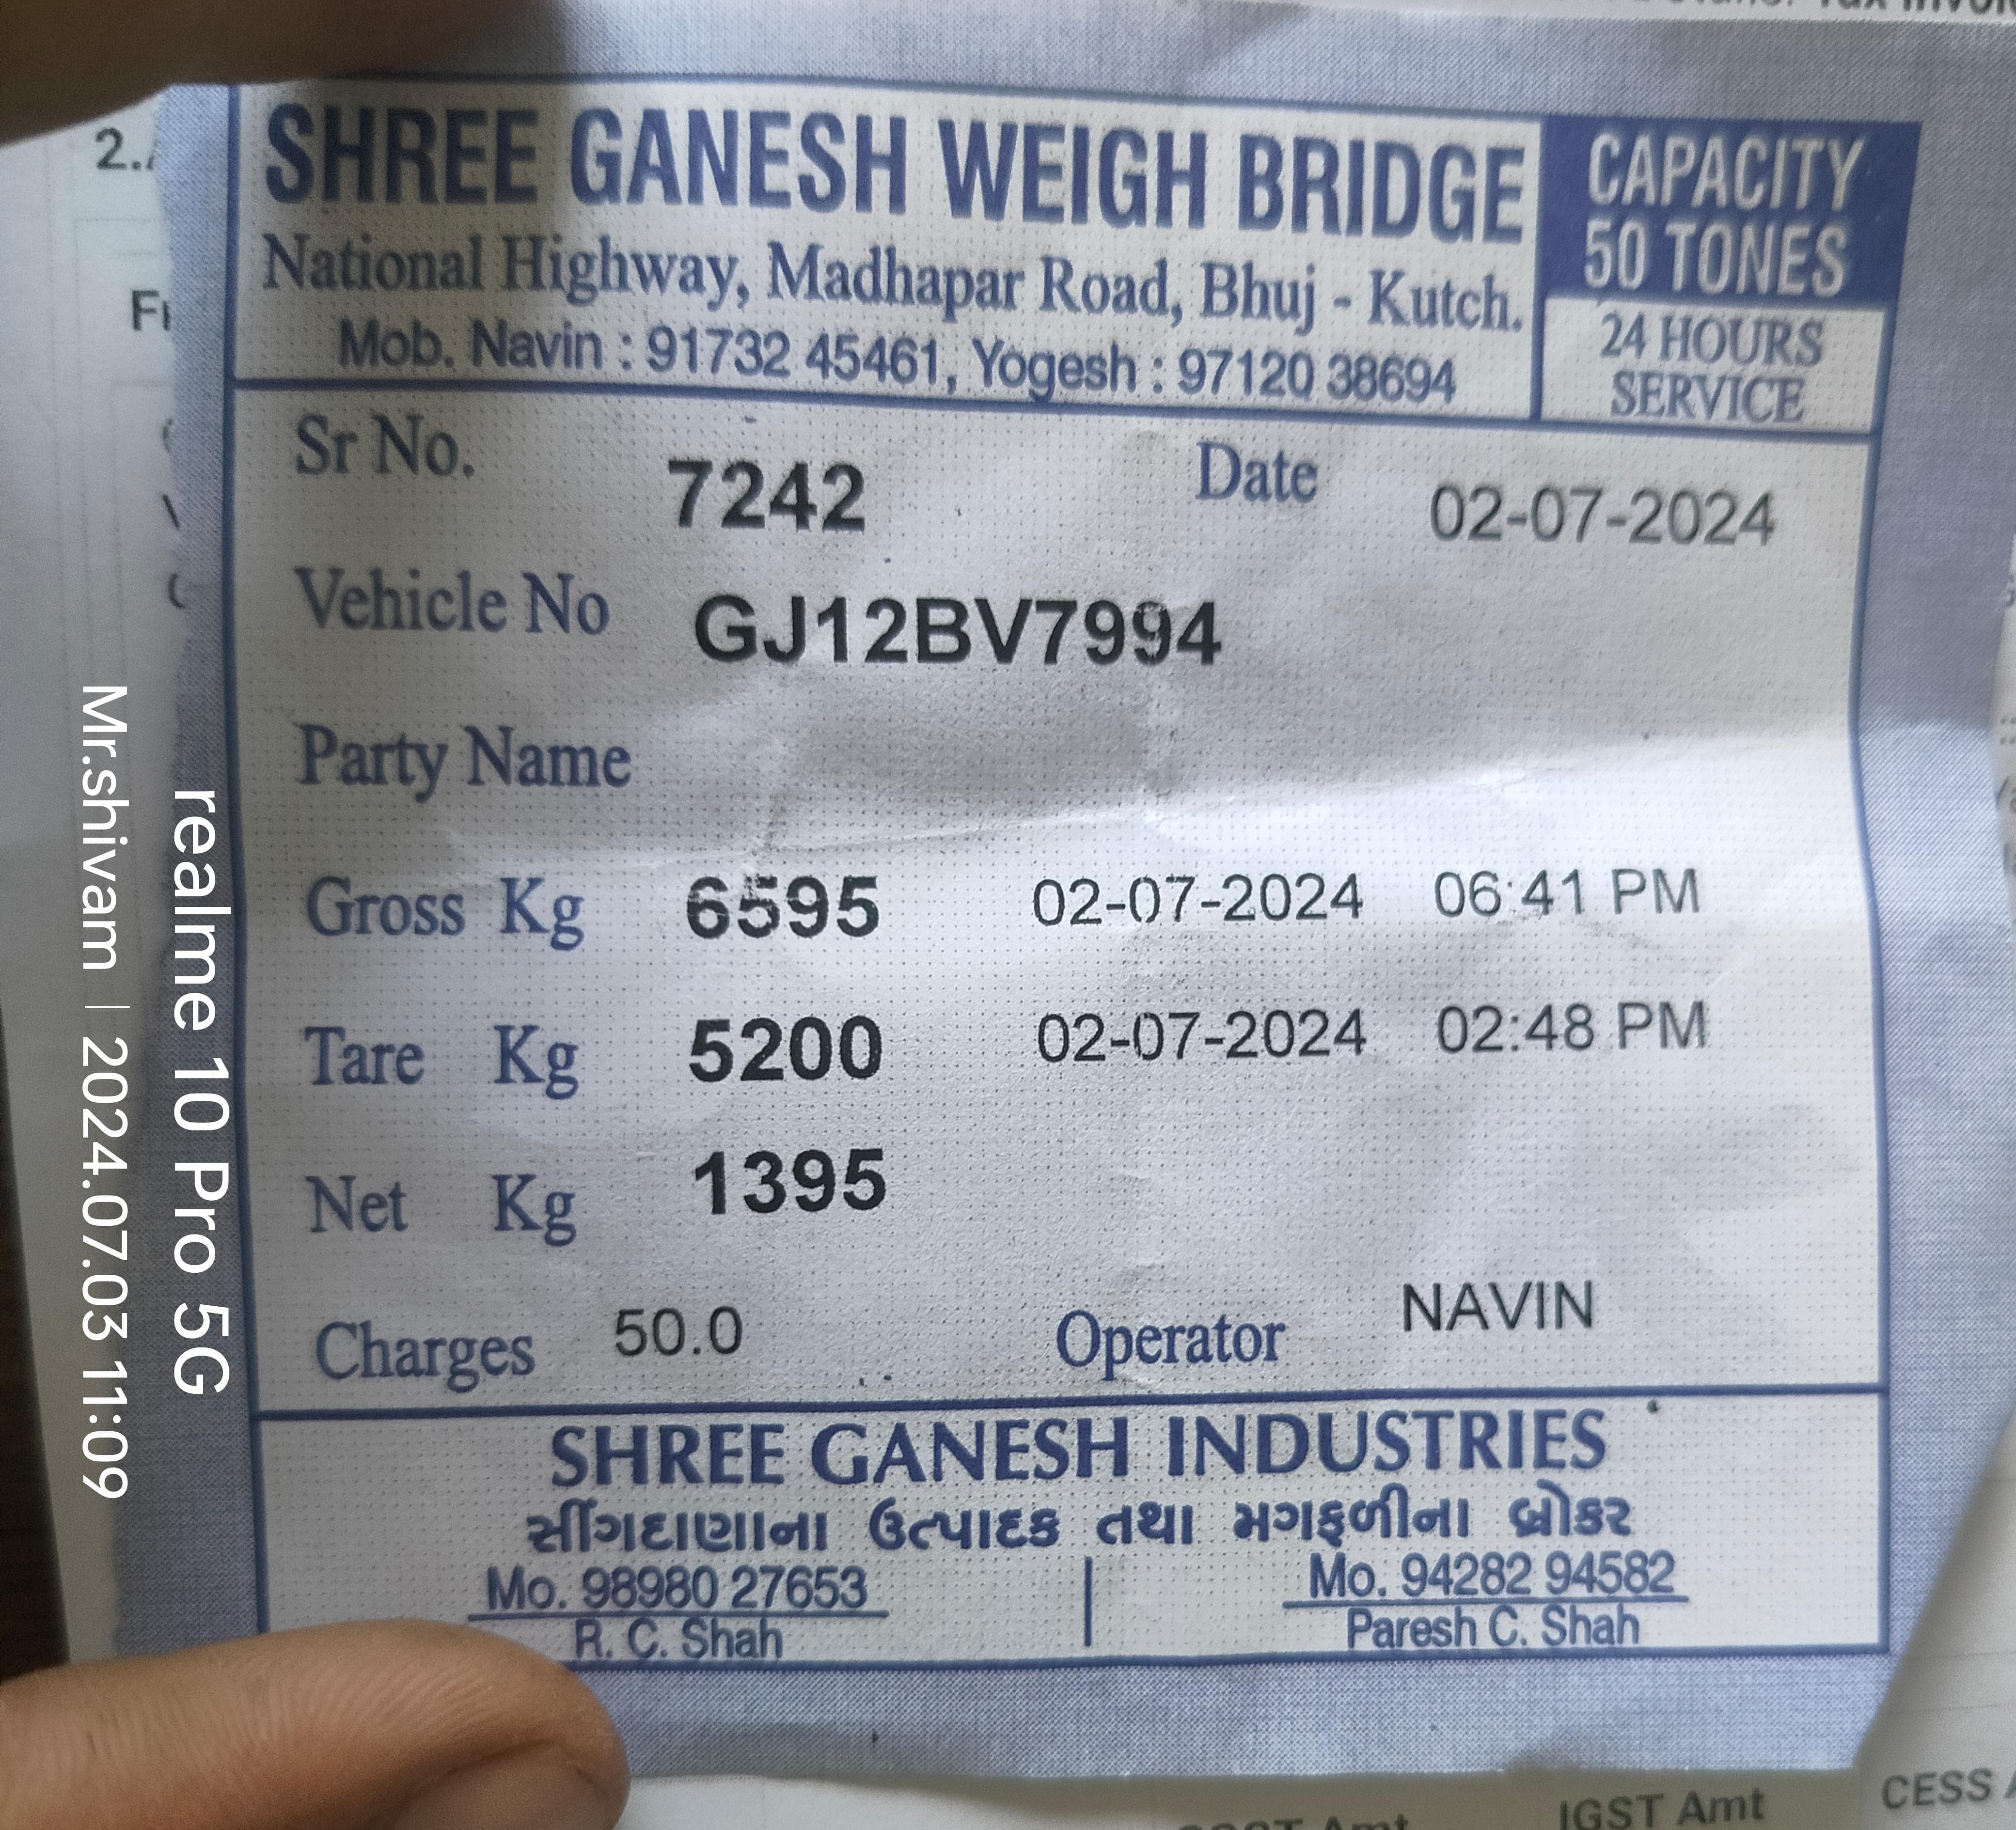 SHREE GANESH WEIGH BRIDGE
National Highway, Madhapar Road, Bhuj - Kutch.
Mob. Navin : 91732 45461, Yogesh : 97120 38694
CAPACITY
50 TONES
24 HOURS
SERVICE
Sr No. 7242 Date 02-07-2024
Vehicle No GJ12BV7994
Party Name
Gross Kg 6595 02-07-2024 06:41 PM
Tare Kg 5200 02-07-2024 02:48 PM
Net Kg 1395
Charges 50.0 Operator NAVIN
SHREE GANESH INDUSTRIES
સીંગદાણાના ઉત્પાદક તથા મગફળીના બ્રોકર
Mo. 98980 27653
R. C. Shah
Mo. 94282 94582
Paresh C. Shah
realme 10 Pro 5G
Mr.shivam | 2024.07.03 11:09
2.
IGST Amt
CESS